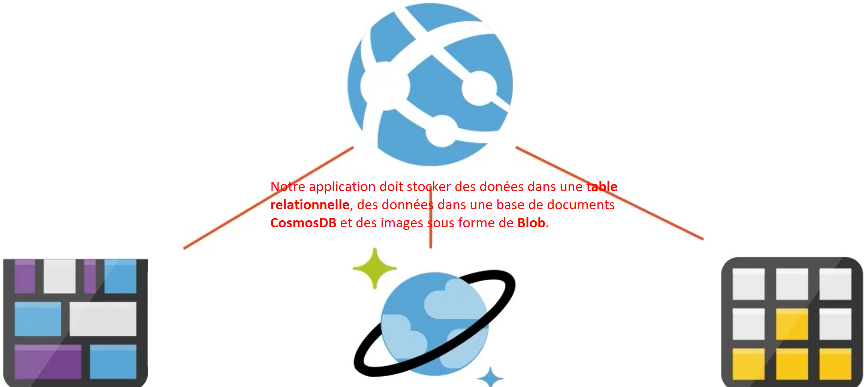 Notre application doit stocker des donées dans une table
relationnelle, des données dans une base de documents
CosmosDB et des images sous forme de Blob.